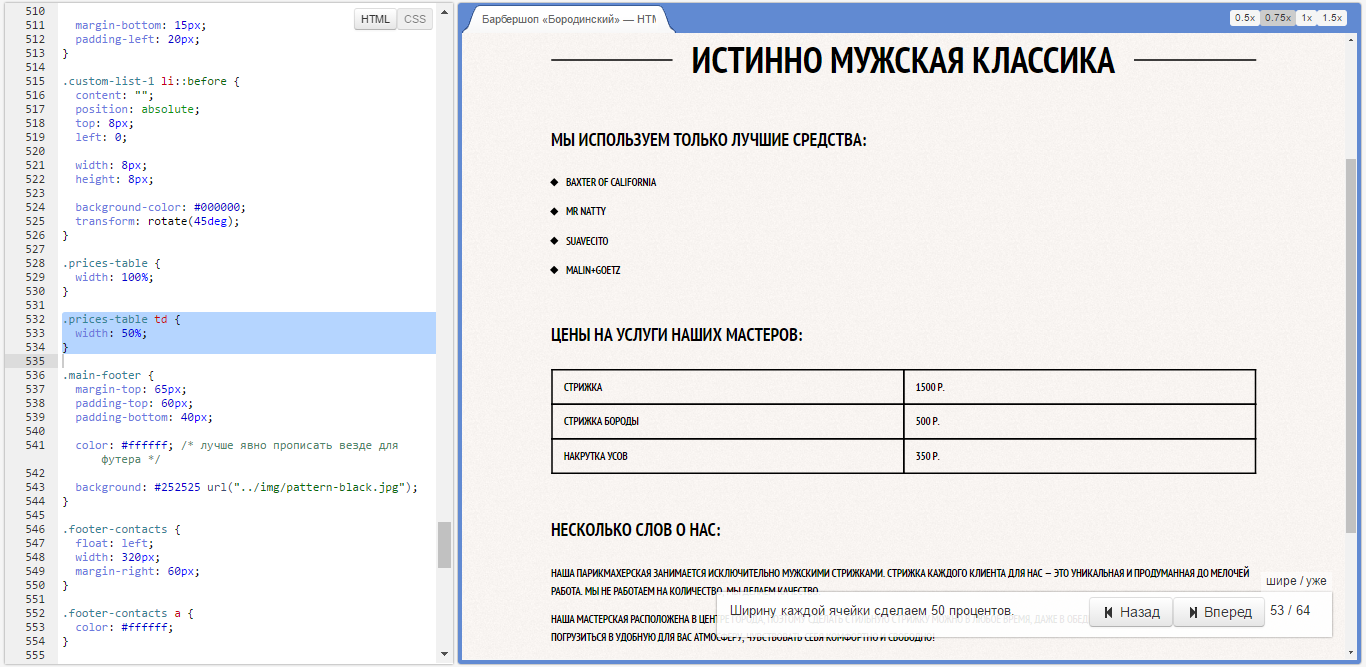 510
511 margin-bottom: 15px;
512 padding-left: 20px;
513 }
514
515 .custom-list-1 li::before {
516 content: "";
517 position: absolute;
518 top: 8px;
519 left: 0;
520
521 width: 8px;
522 height: 8px;
523
524 background-color: #000000;
525 transform: rotate(45deg);
526 }
527
528 .prices-table {
529 width: 100%;
530 }
531
532 .prices-table td {
533 width: 50%;
534 }
535
536 .main-footer {
537 margin-top: 65px;
538 padding-top: 60px;
539 padding-bottom: 40px;
540
541 color: #ffffff; /* лучше явно прописать везде для
футера */
542
543 background: #252525 url("../img/pattern-black.jpg");
544 }
545
546 .footer-contacts {
547 float: left;
548 width: 320px;
549 margin-right: 60px;
550 }
551
552 .footer-contacts a {
553 color: #ffffff;
554 }
555
HTML CSS
Барбершоп «Бородинский» — HTM
0.5x 0.75x 1x 1.5x
ИСТИННО МУЖСКАЯ КЛАССИКА
МЫ ИСПОЛЬЗУЕМ ТОЛЬКО ЛУЧШИЕ СРЕДСТВА:
BAXTER OF CALIFORNIA
MR NATTY
SUAVECITO
MALIN+GOETZ
ЦЕНЫ НА УСЛУГИ НАШИХ МАСТЕРОВ:
СТРИЖКА 1500 Р.
СТРИЖКА БОРОДЫ 500 Р.
НАКРУТКА УСОВ 350 Р.
НЕСКОЛЬКО СЛОВ О НАС:
НАША ПАРИКМАХЕРСКАЯ ЗАНИМАЕТСЯ ИСКЛЮЧИТЕЛЬНО МУЖСКИМИ СТРИЖКАМИ. СТРИЖКА КАЖДОГО КЛИЕНТА ДЛЯ НАС — ЭТО УНИКАЛЬНАЯ И ПРОДУМАННАЯ ДО МЕЛОЧЕЙ
РАБОТА. МЫ НЕ РАБОТАЕМ НА КОЛИЧЕСТВО, МЫ ДЕЛАЕМ КАЧЕСТВО.
НАША МАСТЕРСКАЯ РАСПОЛОЖЕНА В ЦЕНТРЕ ГОРОДА, ПОЭТОМУ СДЕЛАТЬ СТИЛЬНУЮ СТРИЖКУ МОЖНО В ЛЮБОЕ ВРЕМЯ, ДАЖЕ В ОБЕД
ПОГРУЗИТЬСЯ В УДОБНУЮ ДЛЯ ВАС АТМОСФЕРУ, ЧУВСТВОВАТЬ СЕБЯ КОМФОРТНО И СВОБОДНО!
шире / уже
Ширину каждой ячейки сделаем 50 процентов.
Назад Вперед 53 / 64